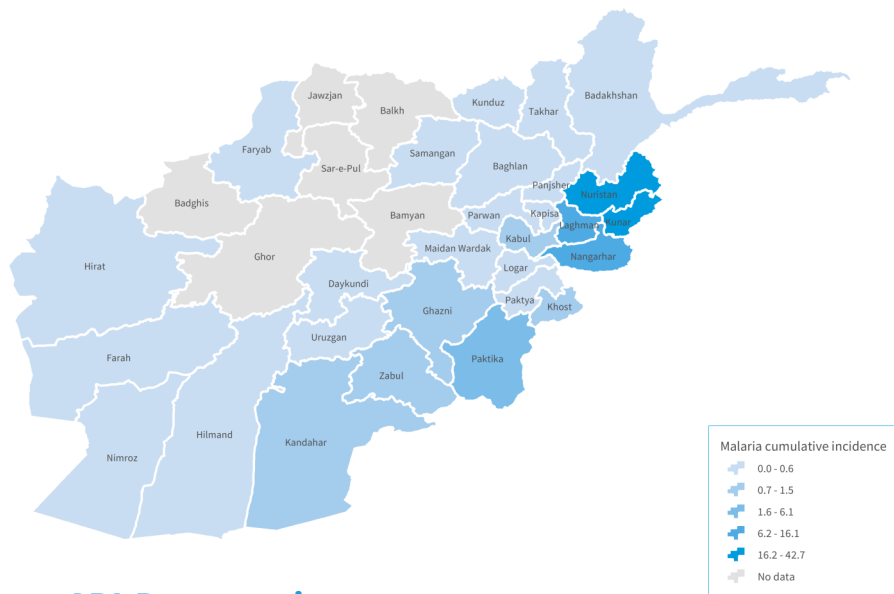 Jawzjan
Balkh
Kunduz
Takhar
Badakhshan
Faryab
Samangan
Sar-e-Pul
Baghlan
Panjsher
Nuristan
Badghis
Bamyan
Parwan
Kapisa
Laghman
Kunar
Kabul
Maidan Wardak
Nangarhar
Ghor
Hirat
Logar
Daykundi
Paktya
Khost
Ghazni
Uruzgan
Farah
Paktika
Zabul
Hilmand
Kandahar
Nimroz
Malaria cumulative incidence
0.0 - 0.6
0.7 - 1.5
1.6 - 6.1
6.2 - 16.1
16.2 - 42.7
No data